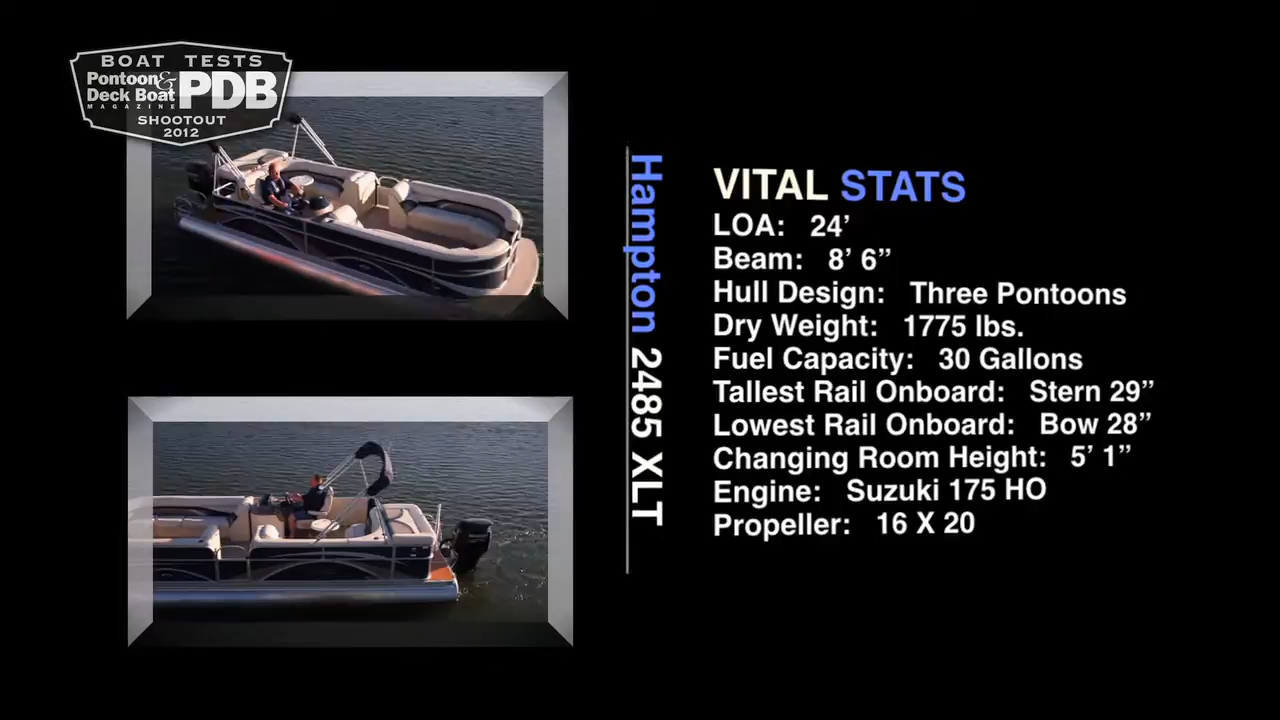 BOAT TESTS
Pontoon &
Deck Boat
MAGAZINE
PDB
SHOOTOUT
2012
Hampton 2485 XLT
VITAL STATS
LOA: 24’
Beam: 8’ 6”
Hull Design: Three Pontoons
Dry Weight: 1775 lbs.
Fuel Capacity: 30 Gallons
Tallest Rail Onboard: Stern 29”
Lowest Rail Onboard: Bow 28”
Changing Room Height: 5’ 1”
Engine: Suzuki 175 HO
Propeller: 16 X 20